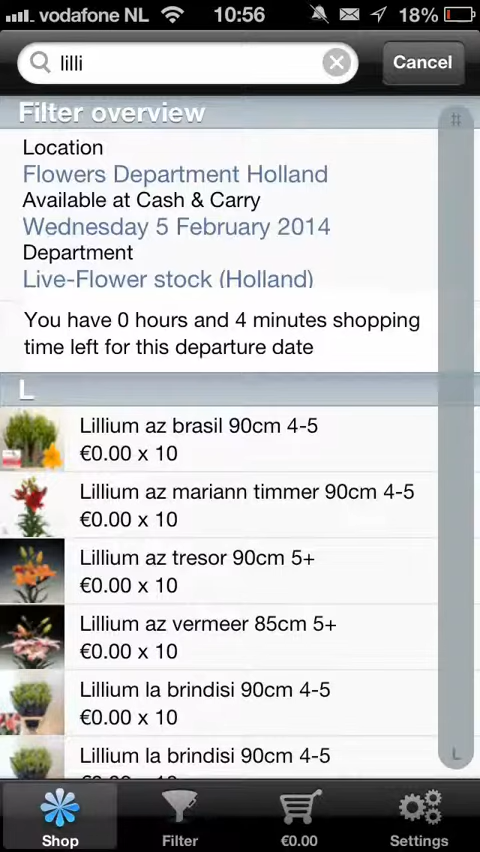 vodafone NL 10:56 18%
lilli Cancel
Filter overview
#
Location
Flowers Department Holland
Available at Cash & Carry
Wednesday 5 February 2014
Department
Live-Flower stock (Holland)
You have 0 hours and 4 minutes shopping
time left for this departure date
L
Lillium az brasil 90cm 4-5
€0.00 x 10
Lillium az mariann timmer 90cm 4-5
€0.00 x 10
Lillium az tresor 90cm 5+
€0.00 x 10
Lillium az vermeer 85cm 5+
€0.00 x 10
Lillium la brindisi 90cm 4-5
€0.00 x 10
Lillium la brindisi 90cm 4-5
€0.00 x 10
L
Shop Filter €0.00 Settings